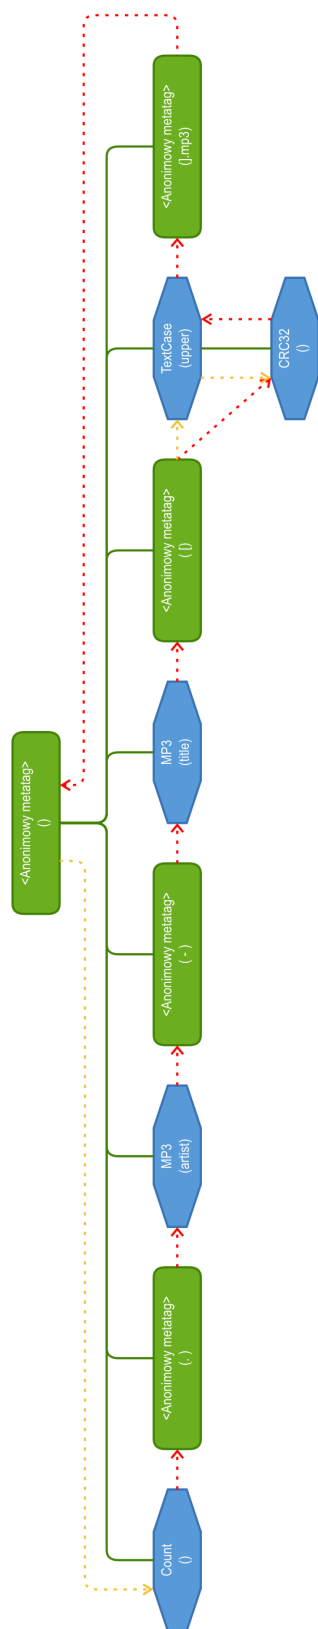 <Anonimowy metatag>
()
Count
()
<Anonimowy metatag>
(. )
MP3
(artist)
<Anonimowy metatag>
( - )
MP3
(title)
<Anonimowy metatag>
( [)
TextCase
(upper)
CRC32
()
<Anonimowy metatag>
(].mp3)